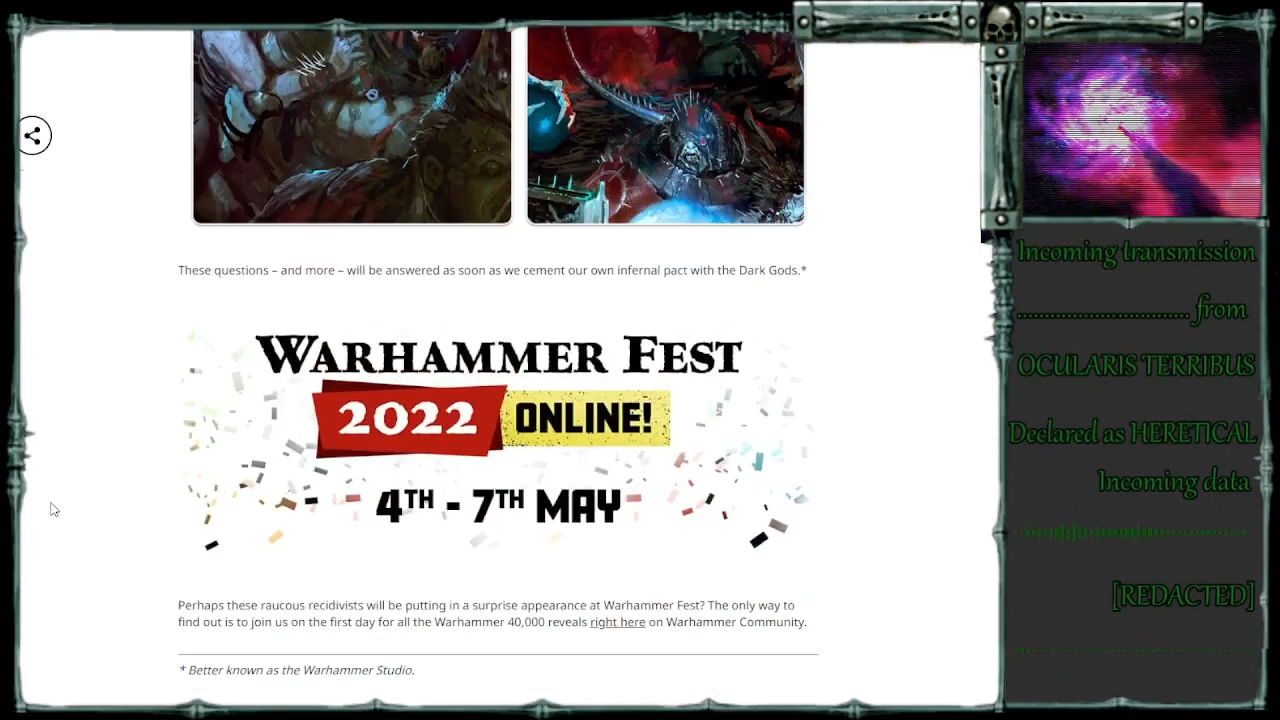 These questions – and more – will be answered as soon as we cement our own infernal pact with the Dark Gods.*
WARHAMMER FEST
2022 ONLINE!
4TH - 7TH MAY
Perhaps these raucous recidivists will be putting in a surprise appearance at Warhammer Fest? The only way to
find out is to join us on the first day for all the Warhammer 40,000 reveals right here on Warhammer Community.
* Better known as the Warhammer Studio.
Incoming transmission
................................ from
OCULARIS TERRIBUS
Declared as HERETICAL
Incoming data
[REDACTED]